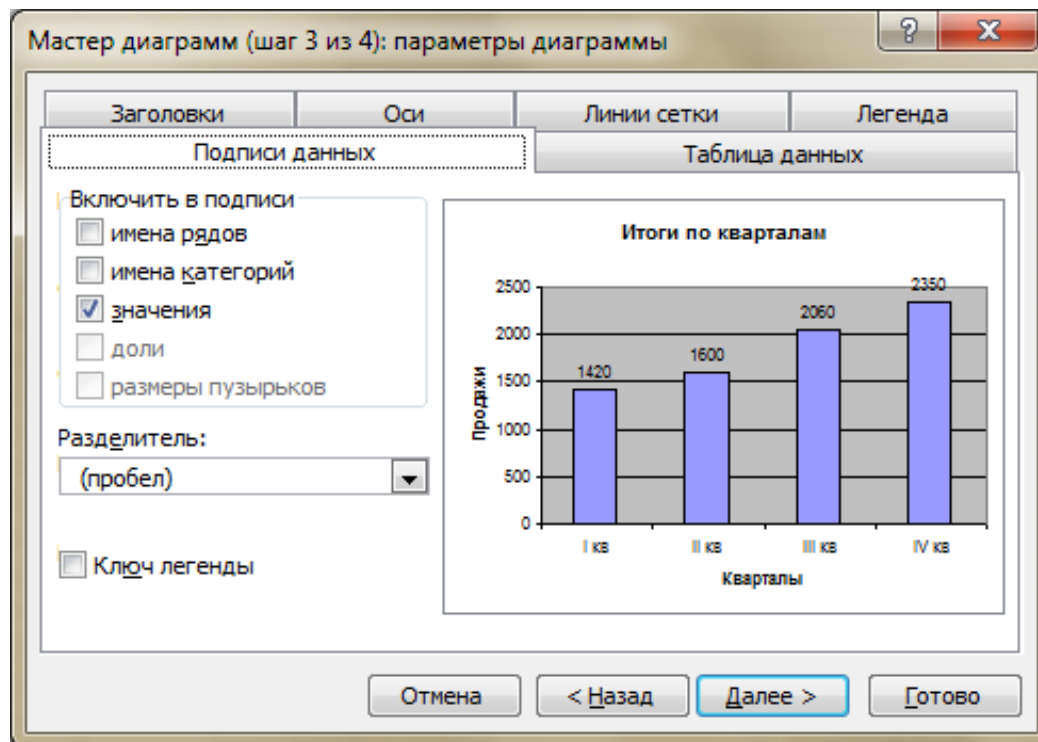 Мастер диаграмм (шаг 3 из 4): параметры диаграммы
Заголовки
Оси
Линии сетки
Легенда
Подписи данных
Таблица данных
Включить в подписи
имена рядов
имена категорий
значения
доли
размеры пузырьков
Разделитель:
(пробел)
Ключ легенды
Итоги по кварталам
Продажи
2500
2000
1500
1000
500
0
1420
1600
2060
2350
I кв
II кв
III кв
IV кв
Кварталы
Отмена
< Назад
Далее >
Готово